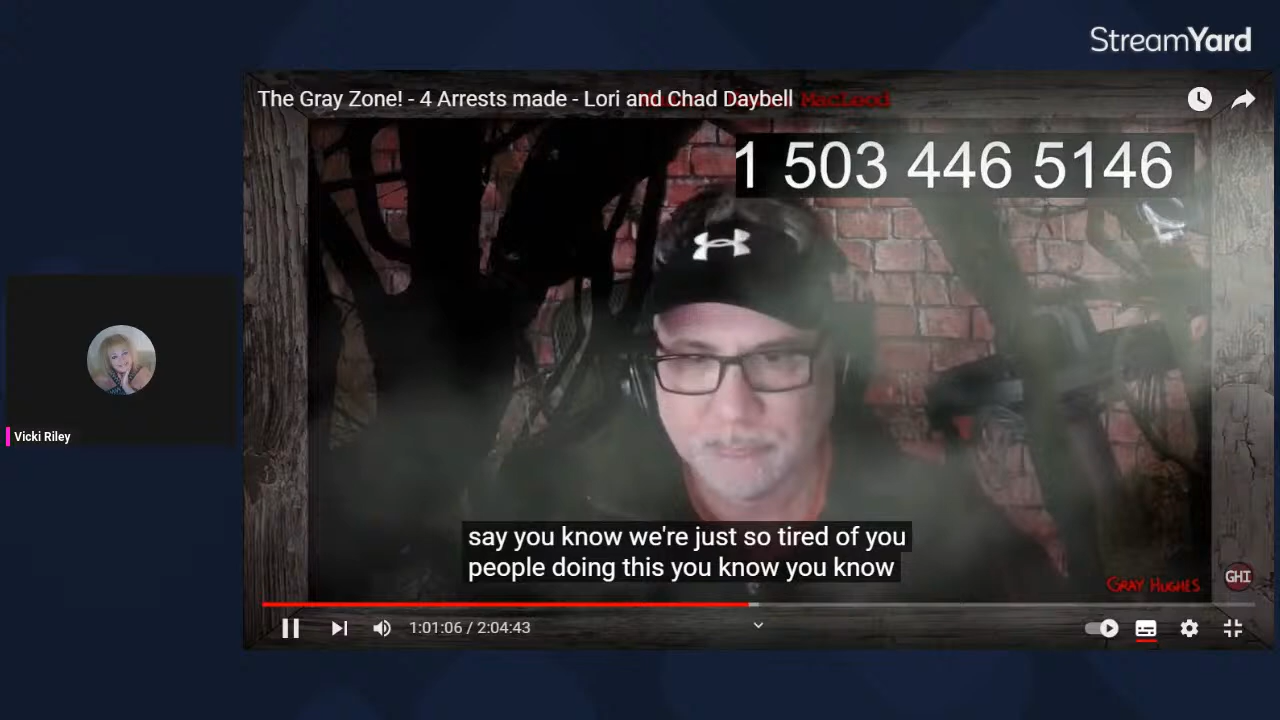 StreamYard
The Gray Zone! - 4 Arrests made - Lori and Chad Daybell
MacLeod
1 503 446 5146
Vicki Riley
say you know we're just so tired of you
people doing this you know you know
GRAY HUGHES
GHI
1:01:06 / 2:04:43